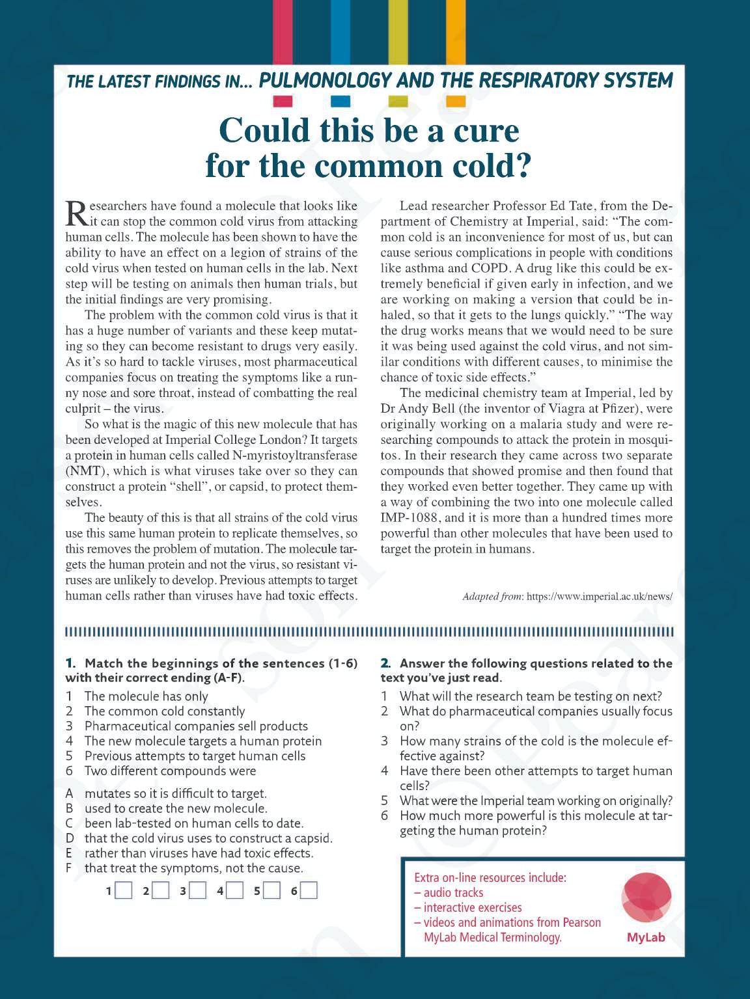 THE LATEST FINDINGS IN... PULMONOLOGY AND THE RESPIRATORY SYSTEM
Could this be a cure
for the common cold?
Researchers have found a molecule that looks like
it can stop the common cold virus from attacking
human cells. The molecule has been shown to have the
ability to have an effect on a legion of strains of the
cold virus when tested on human cells in the lab. Next
step will be testing on animals then human trials, but
the initial findings are very promising.
The problem with the common cold virus is that it
has a huge number of variants and these keep mutat-
ing so they can become resistant to drugs very easily.
As it's so hard to tackle viruses, most pharmaceutical
companies focus on treating the symptoms like a run-
ny nose and sore throat, instead of combatting the real
culprit – the virus.
So what is the magic of this new molecule that has
been developed at Imperial College London? It targets
a protein in human cells called N-myristoyltransferase
(NMT), which is what viruses take over so they can
construct a protein “shell”, or capsid, to protect them-
selves.
The beauty of this is that all strains of the cold virus
use this same human protein to replicate themselves, so
this removes the problem of mutation. The molecule tar-
gets the human protein and not the virus, so resistant vi-
ruses are unlikely to develop. Previous attempts to target
human cells rather than viruses have had toxic effects.
Lead researcher Professor Ed Tate, from the De-
partment of Chemistry at Imperial, said: “The com-
mon cold is an inconvenience for most of us, but can
cause serious complications in people with conditions
like asthma and COPD. A drug like this could be ex-
tremely beneficial if given early in infection, and we
are working on making a version that could be in-
haled, so that it gets to the lungs quickly.” “The way
the drug works means that we would need to be sure
it was being used against the cold virus, and not sim-
ilar conditions with different causes, to minimise the
chance of toxic side effects.”
The medicinal chemistry team at Imperial, led by
Dr Andy Bell (the inventor of Viagra at Pfizer), were
originally working on a malaria study and were re-
searching compounds to attack the protein in mosqui-
tos. In their research they came across two separate
compounds that showed promise and then found that
they worked even better together. They came up with
a way of combining the two into one molecule called
IMP-1088, and it is more than a hundred times more
powerful than other molecules that have been used to
target the protein in humans.
Adapted from: https://www.imperial.ac.uk/news/
1. Match the beginnings of the sentences (1-6)
with their correct ending (A-F).
1 The molecule has only
2 The common cold constantly
3 Pharmaceutical companies sell products
4 The new molecule targets a human protein
5 Previous attempts to target human cells
6 Two different compounds were
A mutates so it is difficult to target.
B used to create the new molecule.
C been lab-tested on human cells to date.
D that the cold virus uses to construct a capsid.
E rather than viruses have had toxic effects.
F that treat the symptoms, not the cause.
1 2 3 4 5 6
2. Answer the following questions related to the
text you've just read.
1 What will the research team be testing on next?
2 What do pharmaceutical companies usually focus
on?
3 How many strains of the cold is the molecule ef-
fective against?
4 Have there been other attempts to target human
cells?
5 What were the Imperial team working on originally?
6 How much more powerful is this molecule at tar-
geting the human protein?
Extra on-line resources include:
– audio tracks
– interactive exercises
– videos and animations from Pearson
MyLab Medical Terminology.
MyLab